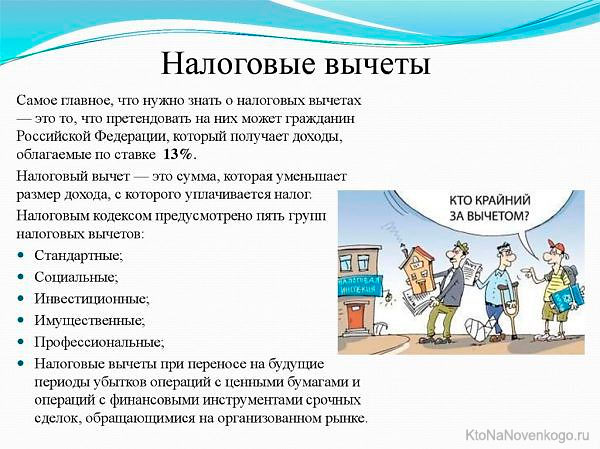 Налоговые вычеты
Самое главное, что нужно знать о налоговых вычетах
— это то, что претендовать на них может гражданин
Российской Федерации, который получает доходы,
облагаемые по ставке 13%.
Налоговый вычет — это сумма, которая уменьшает
размер дохода, с которого уплачивается налог.
Налоговым кодексом предусмотрено пять групп
налоговых вычетов:
Стандартные;
Социальные;
Инвестиционные;
Имущественные;
Профессиональные;
Налоговые вычеты при переносе на будущие
периоды убытков операций с ценными бумагами и
операций с финансовыми инструментами срочных
сделок, обращающимися на организованном рынке.
КТО КРАЙНИЙ
ЗА ВЫЧЕТОМ?
НАЛОГОВАЯ
ИНСПЕКЦИЯ
KtoNaNovenkogo.ru